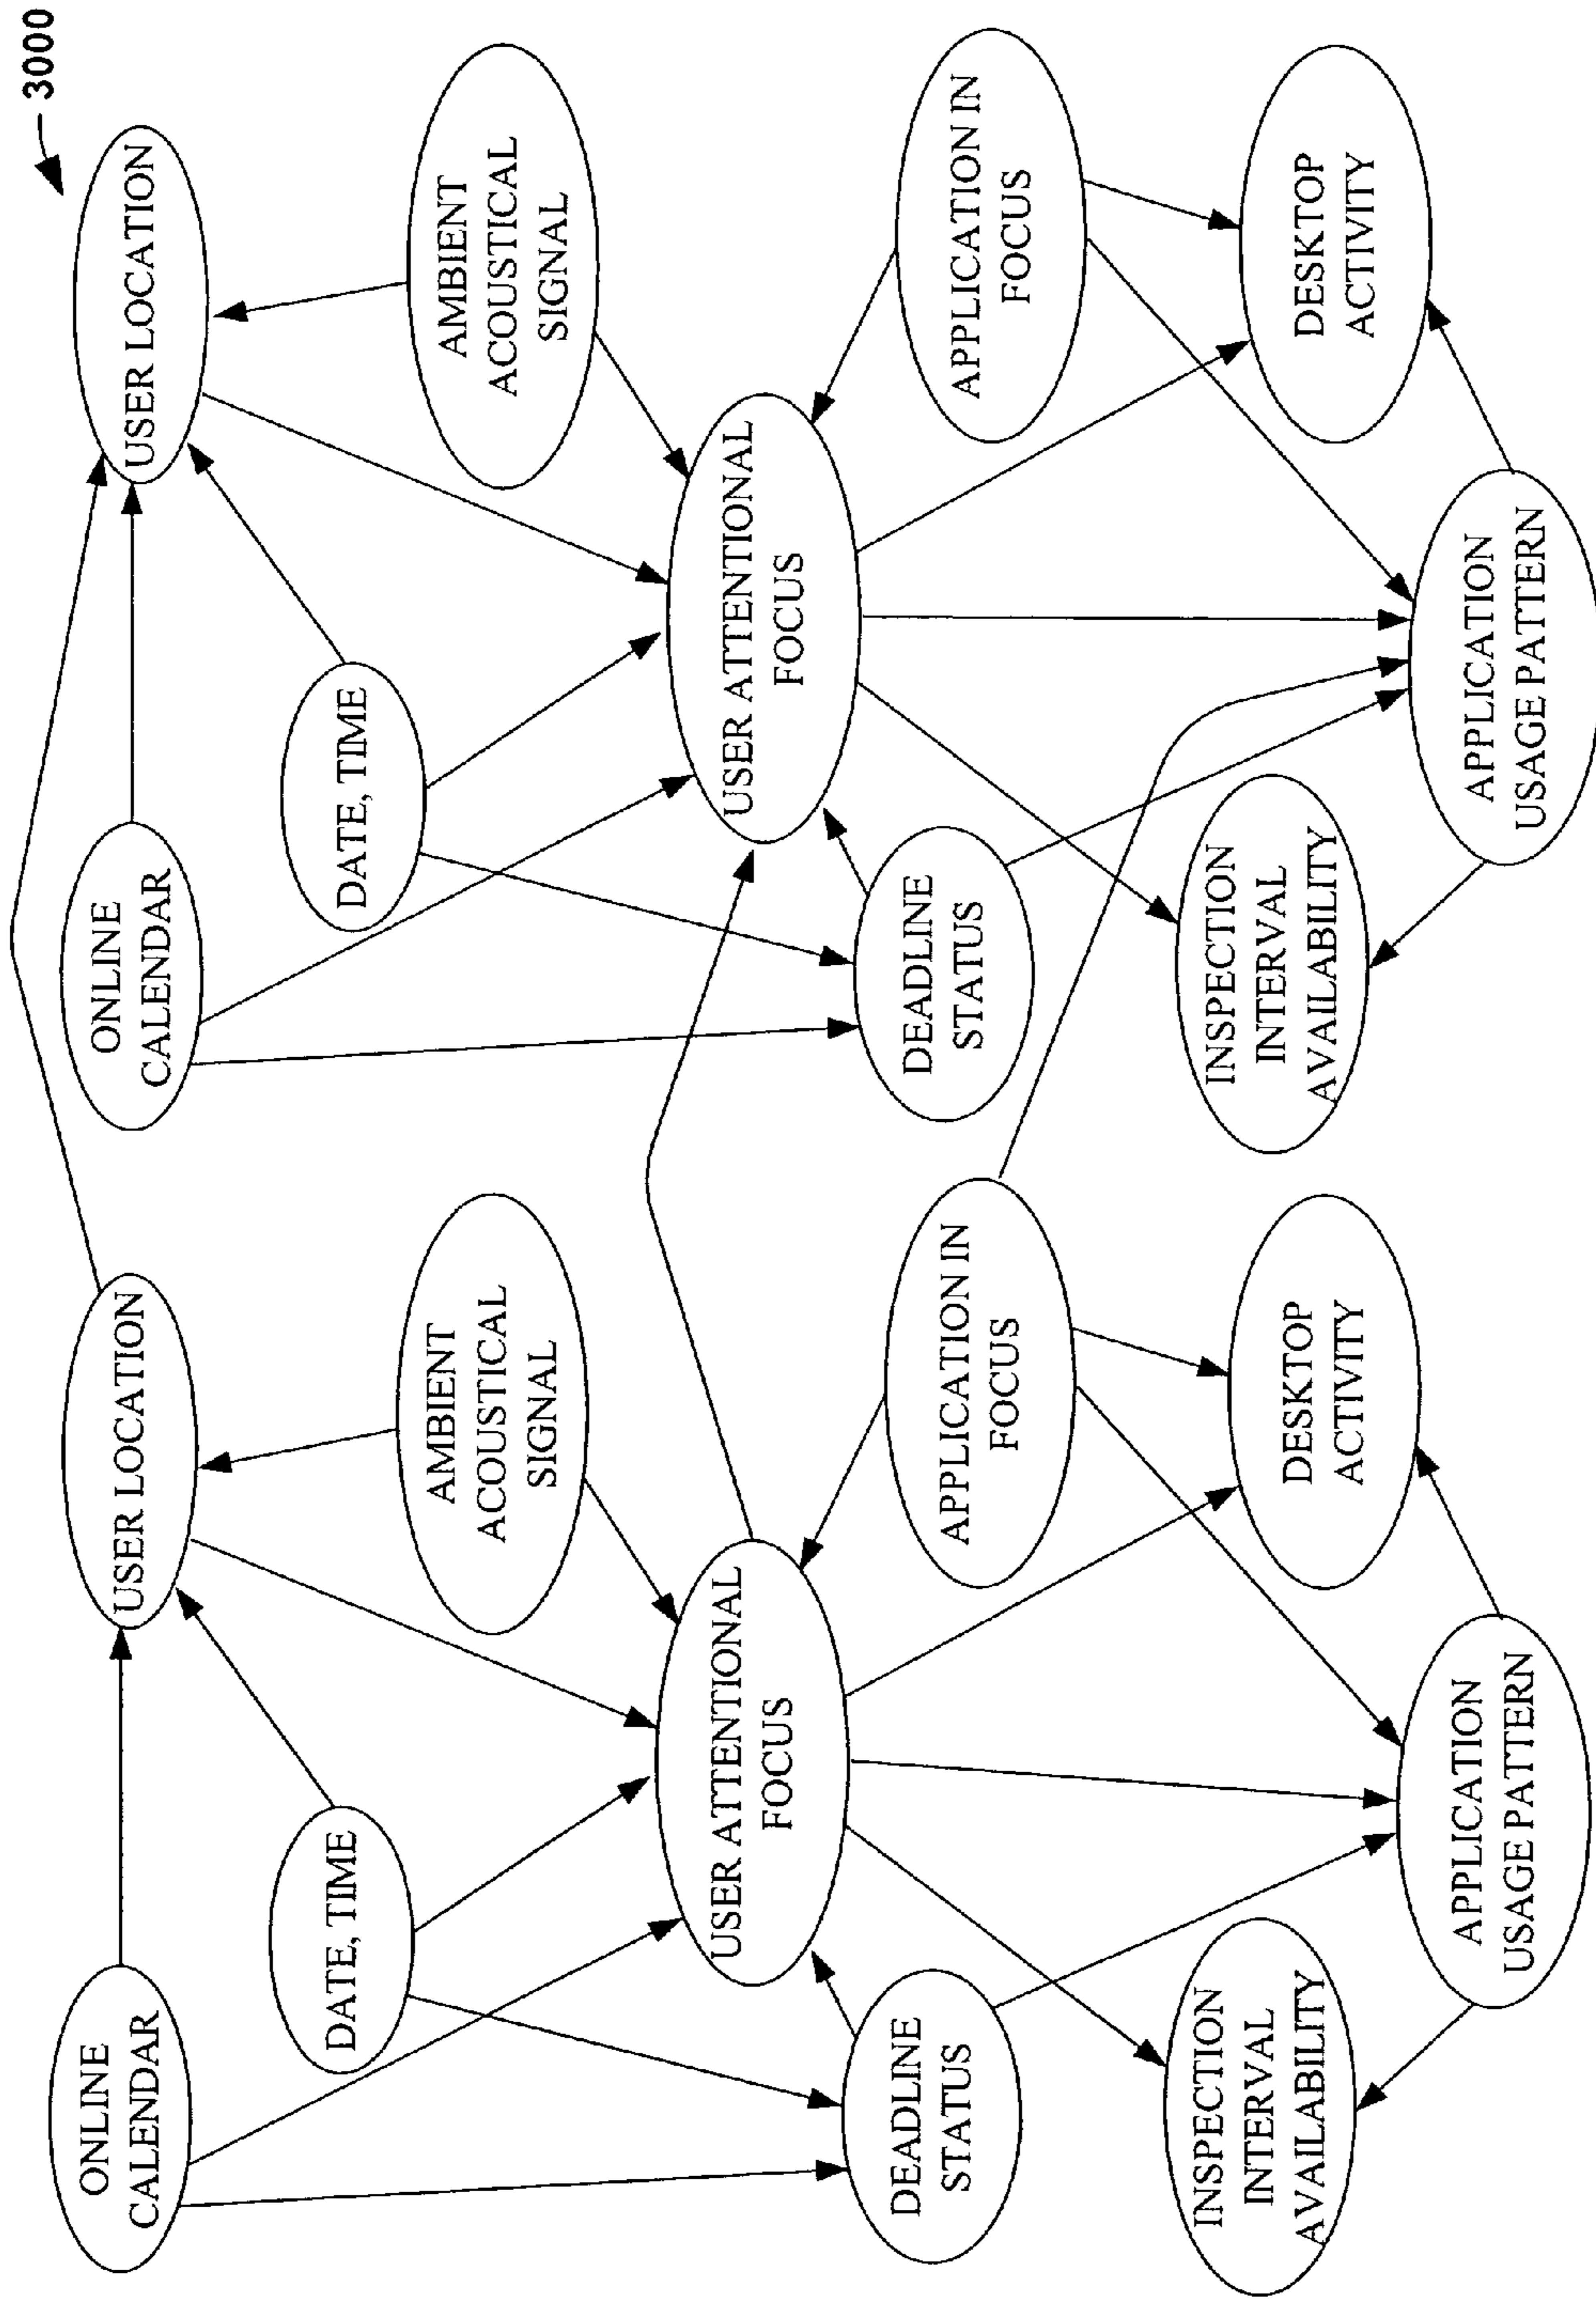 3000
ONLINE
CALENDAR
USER LOCATION
DATE, TIME
AMBIENT
ACOUSTICAL
SIGNAL
USER ATTENTIONAL
FOCUS
DEADLINE
STATUS
APPLICATION IN
FOCUS
INSPECTION
INTERVAL
AVAILABILITY
DESKTOP
ACTIVITY
APPLICATION
USAGE PATTERN
ONLINE
CALENDAR
USER LOCATION
DATE, TIME
AMBIENT
ACOUSTICAL
SIGNAL
USER ATTENTIONAL
FOCUS
DEADLINE
STATUS
APPLICATION IN
FOCUS
INSPECTION
INTERVAL
AVAILABILITY
DESKTOP
ACTIVITY
APPLICATION
USAGE PATTERN